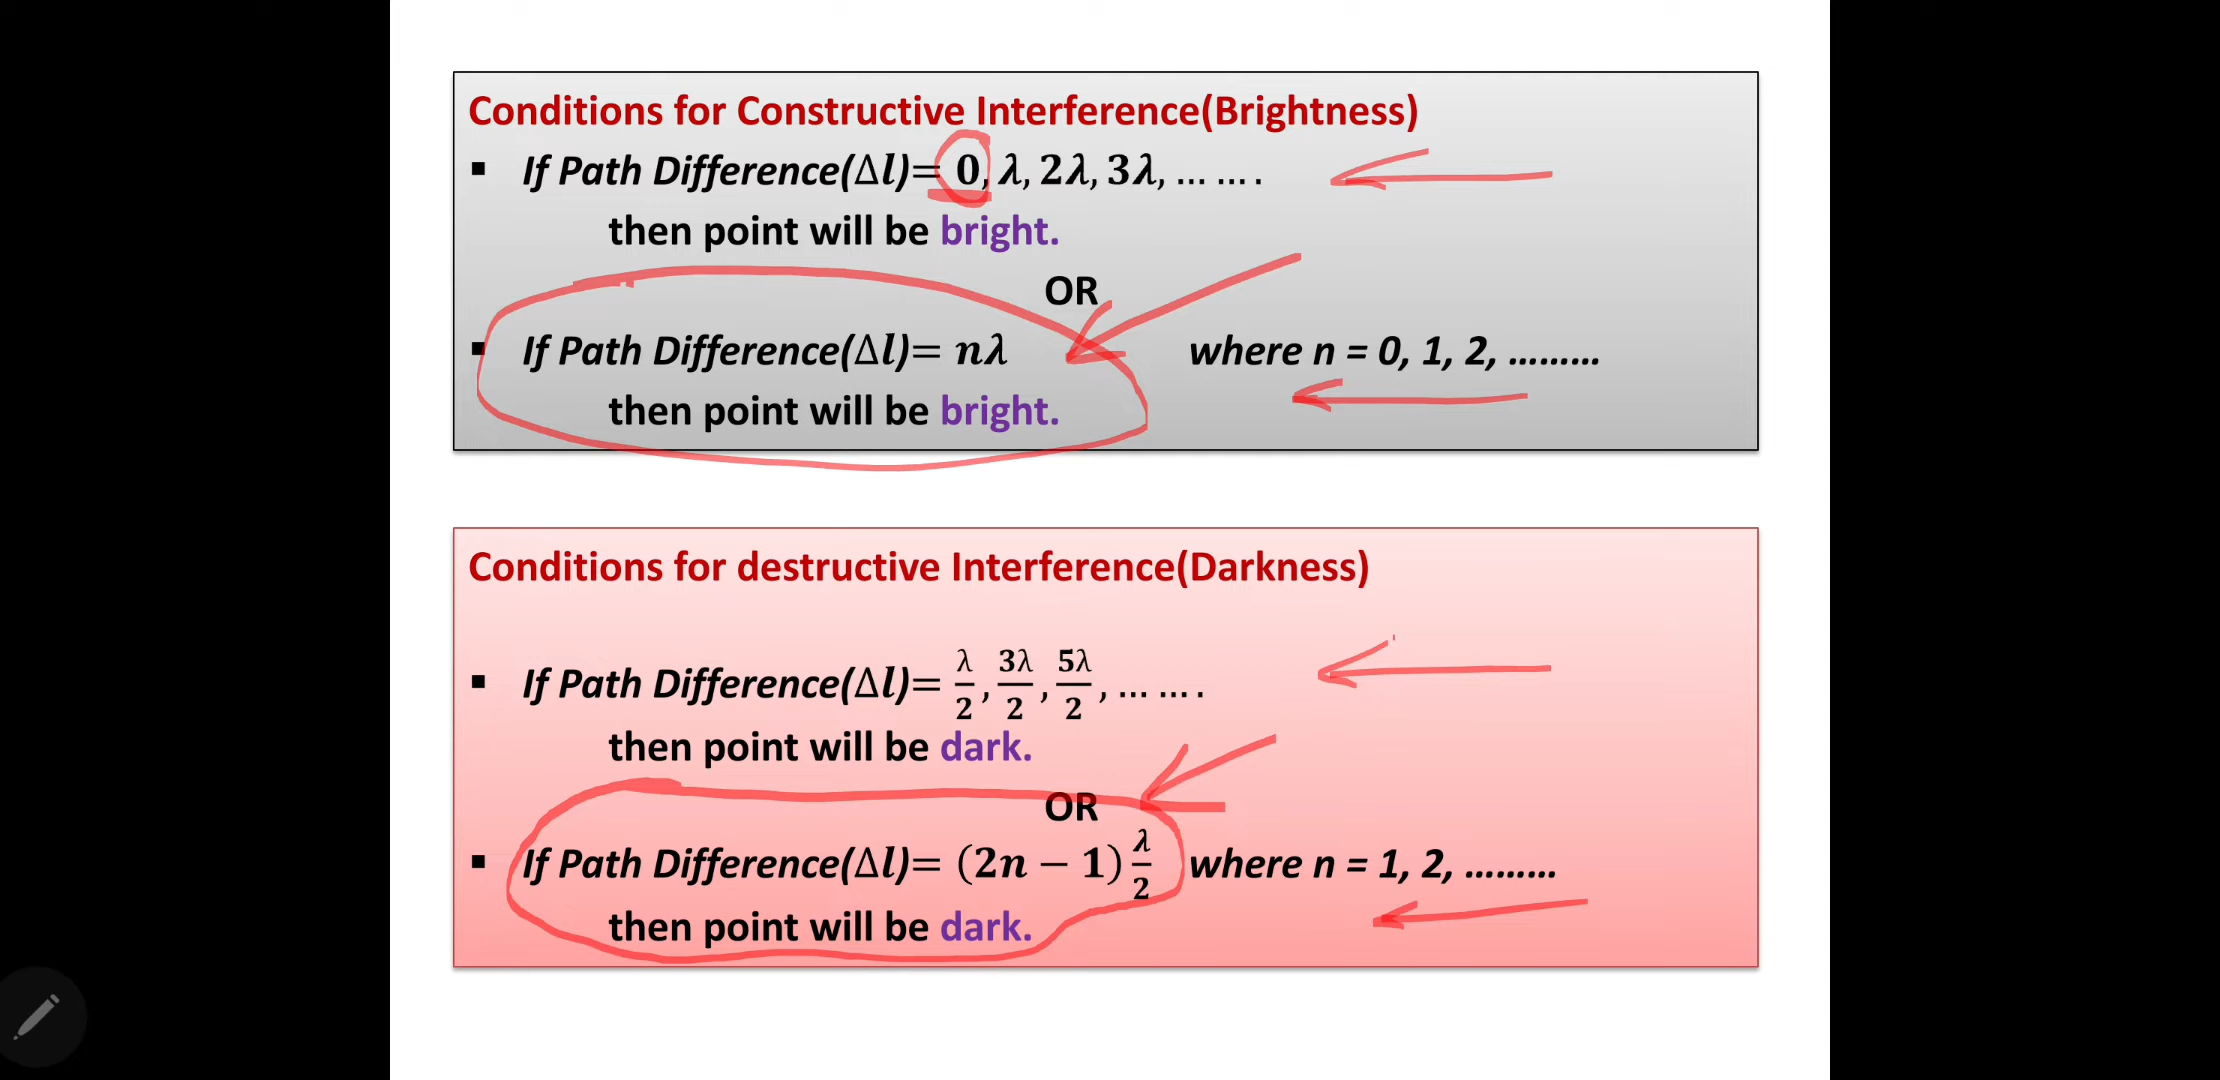 Conditions for Constructive Interference(Brightness)
▪ If Path Difference(Δl)= 0, λ, 2λ, 3λ, … … .
then point will be bright.
OR
▪ If Path Difference(Δl)= nλ where n = 0, 1, 2, ………
then point will be bright.
Conditions for destructive Interference(Darkness)
▪ If Path Difference(Δl)= λ/2, 3λ/2, 5λ/2, … … .
then point will be dark.
OR
▪ If Path Difference(Δl)= (2n − 1) λ/2 where n = 1, 2, ………
then point will be dark.